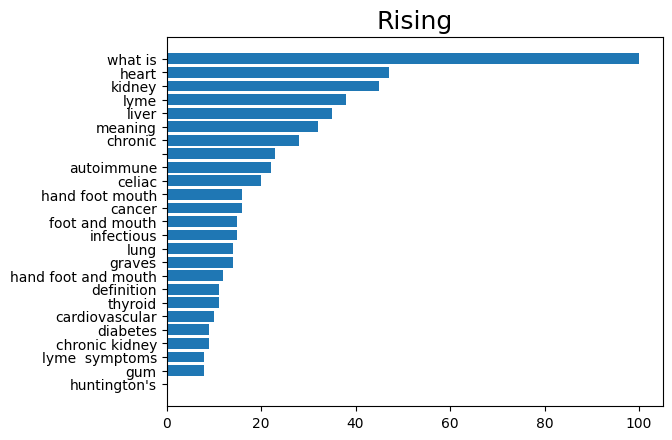 Rising
what is
heart
kidney
lyme
liver
meaning
chronic
autoimmune
celiac
hand foot mouth
cancer
foot and mouth
infectious
lung
graves
hand foot and mouth
definition
thyroid
cardiovascular
diabetes
chronic kidney
lyme  symptoms
gum
huntington's
0 20 40 60 80 100